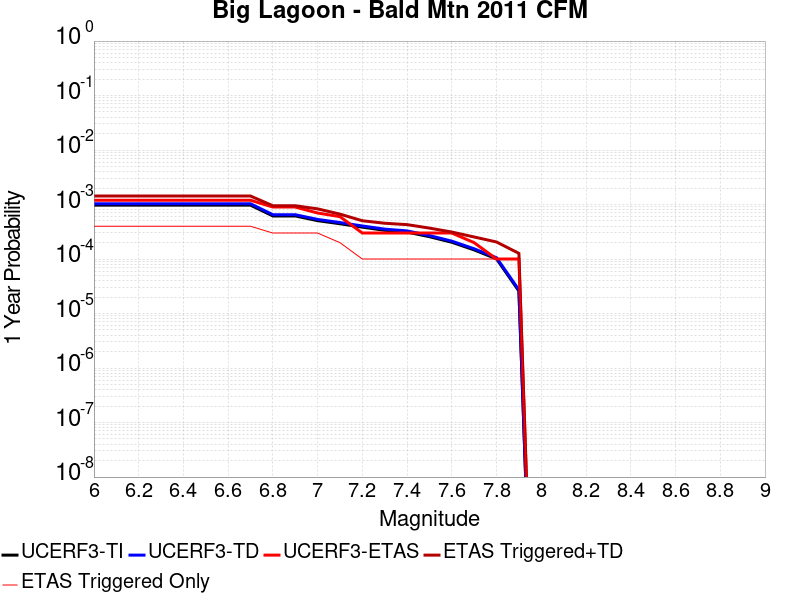 Big Lagoon - Bald Mtn 2011 CFM
1 Year Probability
10^0
10^-1
10^-2
10^-3
10^-4
10^-5
10^-6
10^-7
10^-8
6 6.2 6.4 6.6 6.8 7 7.2 7.4 7.6 7.8 8 8.2 8.4 8.6 8.8 9
Magnitude
UCERF3-TI UCERF3-TD UCERF3-ETAS ETAS Triggered+TD
ETAS Triggered Only